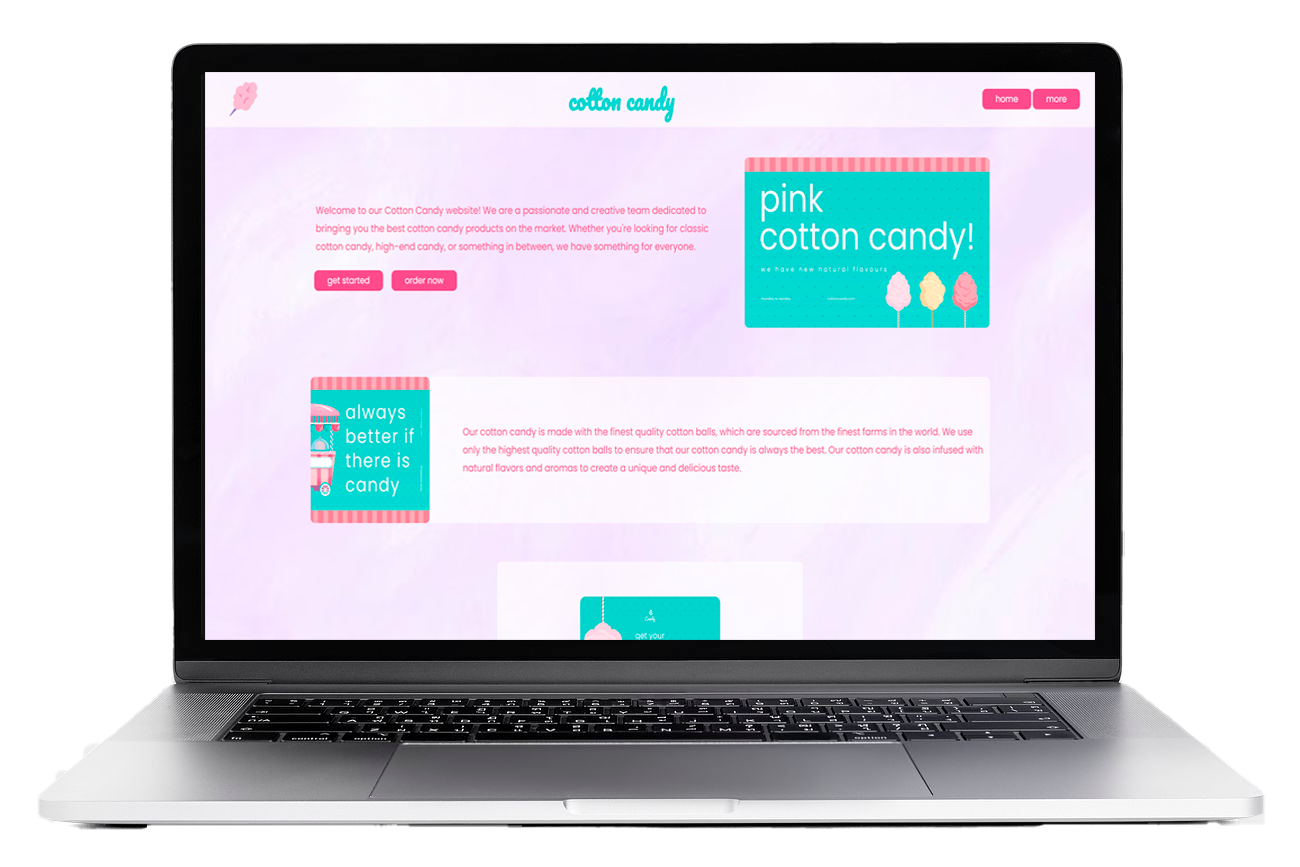 cotton candy
home
more
Welcome to our Cotton Candy website! We are a passionate and creative team dedicated to
bringing you the best cotton candy products on the market. Whether you're looking for classic
cotton candy, high-end candy, or something in between, we have something for everyone.
get started
order now
pink
cotton candy!
we have new natural flavours
always
better if
there is
candy
Our cotton candy is made with the finest quality cotton balls, which are sourced from the finest farms in the world. We use
only the highest quality cotton balls to ensure that our cotton candy is always the best. Our cotton candy is also infused with
natural flavors and aromas to create a unique and delicious taste.
Candy
get your
control
option
option